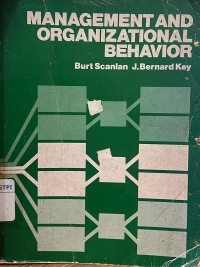 MANAGEMENT AND
ORGANIZATIONAL
BEHAVIOR
Burt Scanlan J. Bernard Key